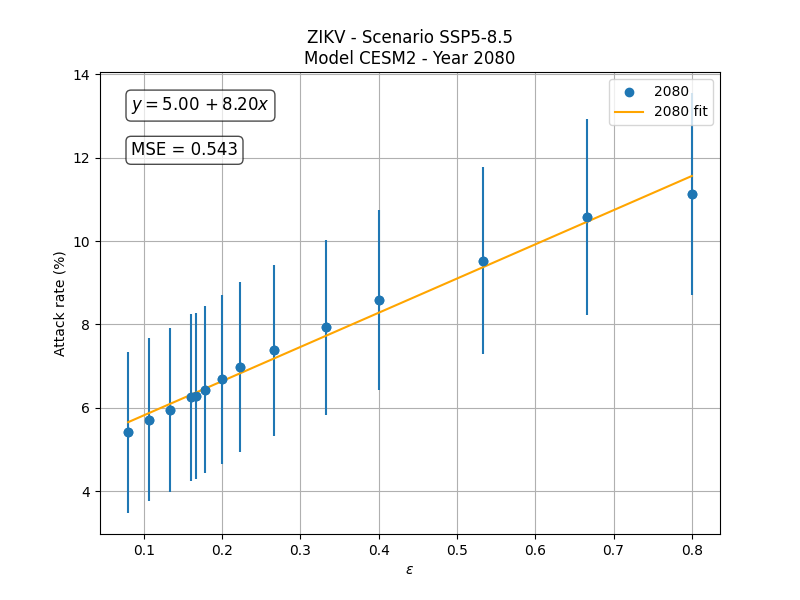 ZIKV - Scenario SSP5-8.5
Model CESM2 - Year 2080
y = 5.00 + 8.20x
MSE = 0.543
2080
2080 fit
Attack rate (%)
14
12
10
8
6
4
0.1 0.2 0.3 0.4 0.5 0.6 0.7 0.8
ε